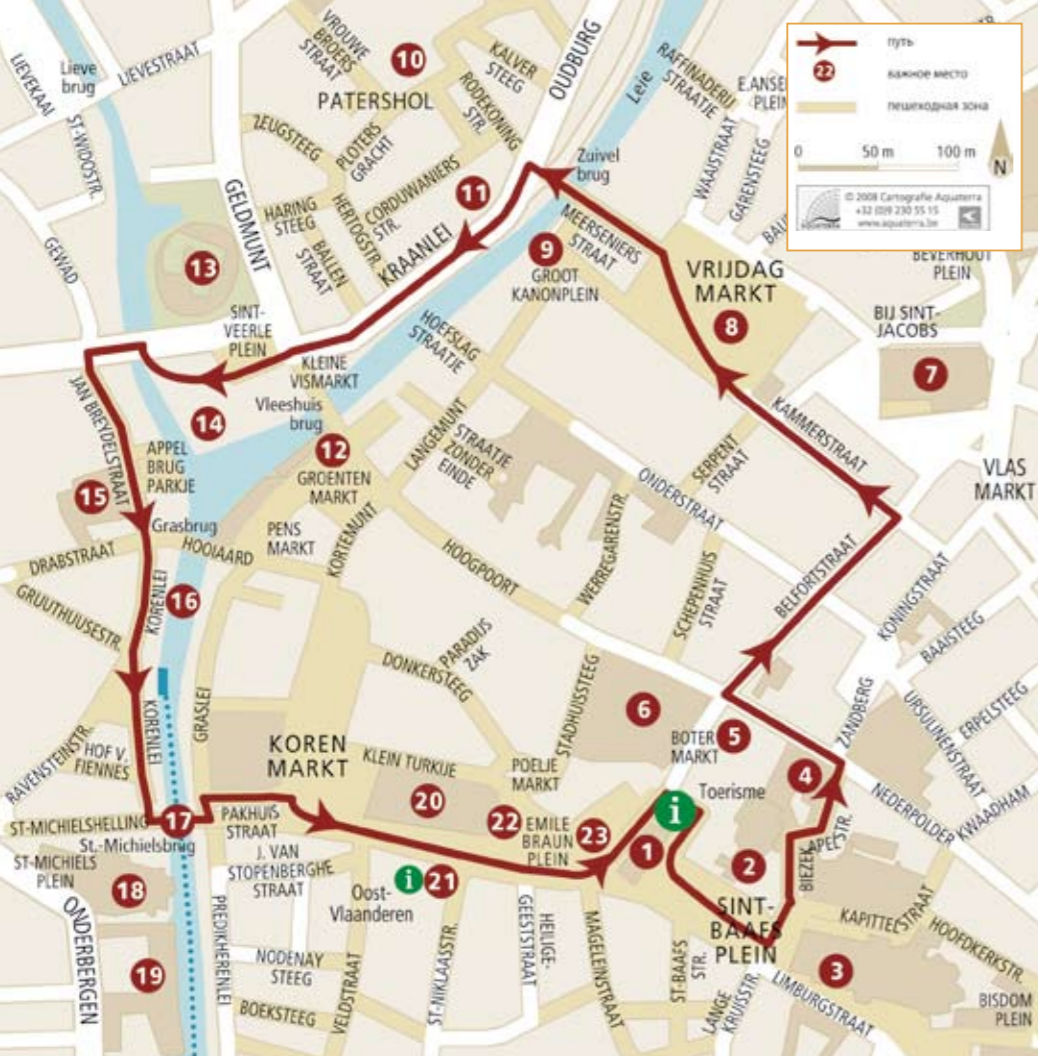 VROUWE
BROERS
STRAAT
10
KALVER
STEEG
OUDBURG
Leie
RAFFINADERIJ
STRAATJE
E.ANSEE
PLEIN
путь
22
важное место
пешеходная зона
0
50 m
100 m
N
© 2008 Cartografie Aquaterra
+32 (0)9 230 55 15
www.aquaterra.be
AQUATERRA
LIEVEKAAI
Lieve
brug
LIEVESTRAAT
ST-WIDOSTR.
PATERSHOL
RODEKONING
STR.
ZEUGSTEEG
PLOTERS
GRACHT
CORDUWANIERS
STR.
11
Zuivel
brug
WAAISTRAAT
GARENSTEEG
BEVERHOUT
PLEIN
GELDMUNT
HARING
STEEG
HERTOGSTR.
BALLEN
STRAAT
KRAANLEI
MEERSENIERS
STRAAT
9
GROOT
KANONPLEIN
VRIJDAG
MARKT
8
GEWAD
13
SINT-
VEERLE
PLEIN
HOEFSLAG
STRAATJE
BIJ SINT-
JACOBS
7
KLEINE
VISMARKT
Vleeshuis
brug
14
JAN BREYDELSTRAAT
APPEL
BRUG
PARKJE
12
GROENTEN
MARKT
LANGEMUNT
STRAATJE
ZONDER
EINDE
SERPENT
STRAAT
KAMMERSTRAAT
VLAS
MARKT
15
Grasbrug
DRABSTRAAT
HOOIAARD
PENS
MARKT
KORTEMUNT
HOOGPOORT
ONDERSTRAAT
WERREGARENSTR.
SCHEPENHUIS
STRAAT
BELFORTSTRAAT
KONINGSTRAAT
BAAISTEEG
GRUUTHUUSESTR.
KORENLEI
16
GRASLEI
PARADIJS
ZAK
DONKERSTEEG
STADHUISSTEEG
6
BOTER
MARKT
5
ZANDBERG
URSULINENSTRAAT
ERPELSTEEG
RAVENSTEINSTR.
HOF V.
FIENNES
KORENLEI
KOREN
MARKT
KLEIN TURKIJE
POELJE
MARKT
i
Toerisme
4
NEDERPOLDER
KWAADHAM
ST-MICHIELSHELLING
17
St.-Michielsbrug
PAKHUIS
STRAAT
20
22
EMILE
BRAUN
PLEIN
23
1
2
BIEZEK
APELSTR.
ST-MICHIELS
PLEIN
18
J. VAN
STOPENBERGHE
STRAAT
Oost-
Vlaanderen
i
21
SINT-
BAAFS
PLEIN
KAPITTELSTRAAT
HOOFDKERKSTR.
ONDERBERGEN
19
PREDIKHERENLEI
NODENAY
STEEG
BOEKSTEEG
VELDSTRAAT
ST-NIKLAASSTR.
HEILIGE-
GEESTSTRAAT
MAGELEINSTRAAT
ST-BAAFS
STR.
LANGE
KRUISSTR.
LIMBURGSTRAAT
3
BISDOM
PLEIN